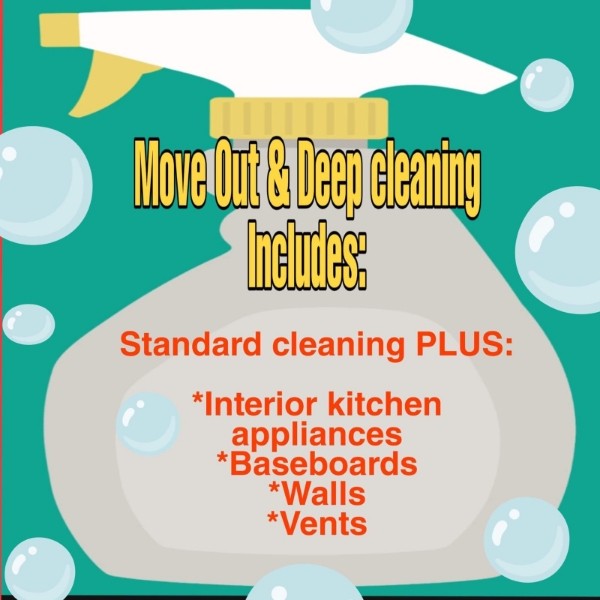 Move Out & Deep cleaning
Includes:
Standard cleaning PLUS:
*Interior kitchen
appliances
*Baseboards
*Walls
*Vents